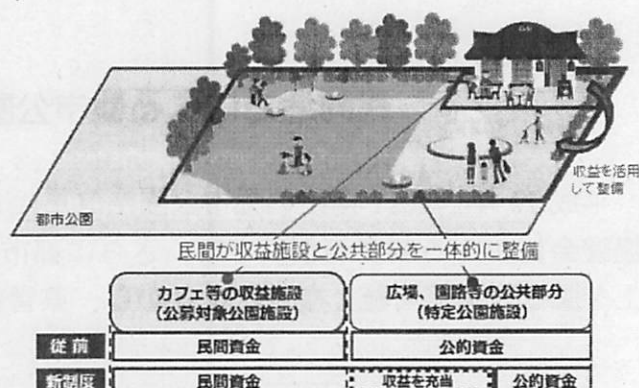 収益を活用
して整備
都市公園
民間が収益施設と公共部分を一体的に整備
カフェ等の収益施設
(公募対象公園施設)
広場、園路等の公共部分
(特定公園施設)
従前
民間資金
公的資金
新制度
民間資金
収益を充当
公的資金